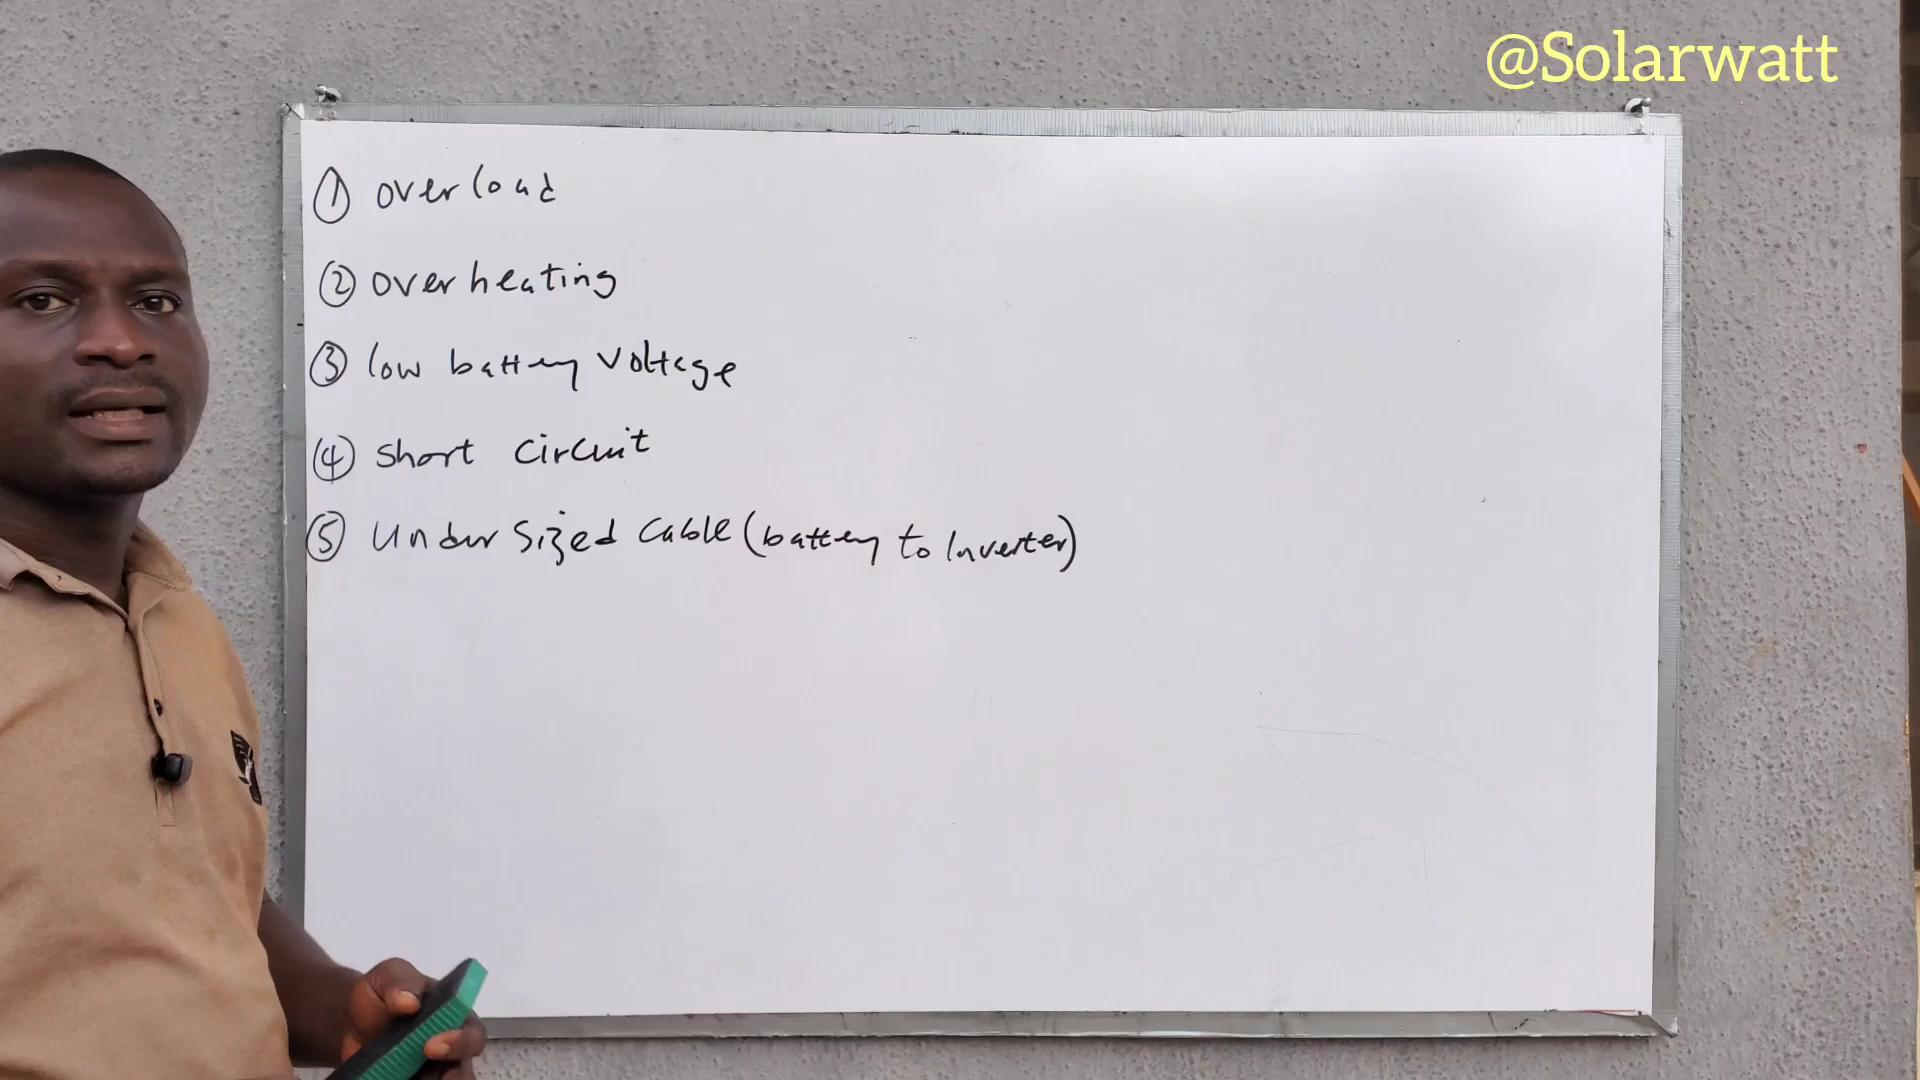 @Solarwatt
① overload
② overheating
③ low battery voltage
④ short circuit
⑤ Undersized Cable (battery to Inverter)